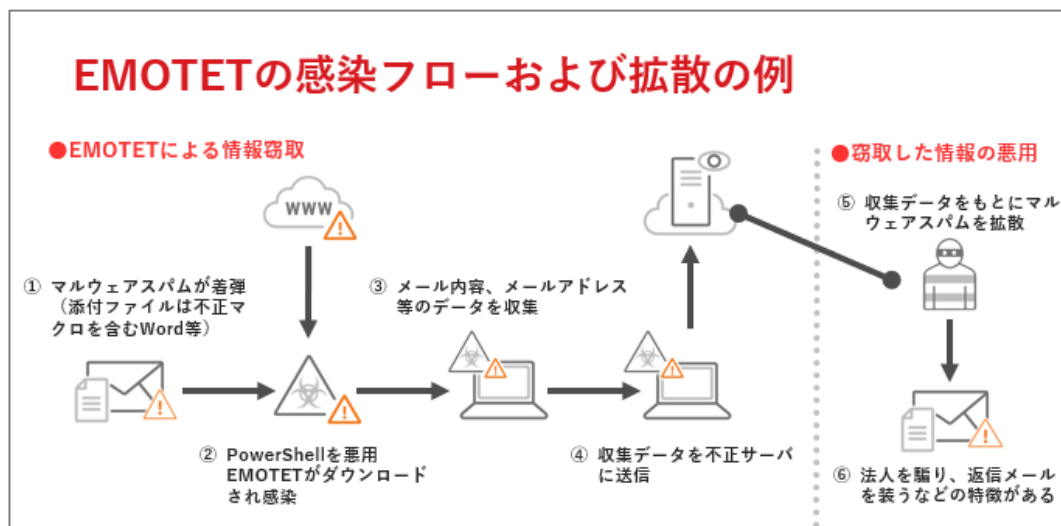 EMOTETの感染フローおよび拡散の例
●EMOTETによる情報窃取
WWW
① マルウェアスパムが着弾
（添付ファイルは不正マ
クロを含むWord等）
② PowerShellを悪用
EMOTETがダウンロード
され感染
③ メール内容、メールアドレス
等のデータを収集
④ 収集データを不正サーバ
に送信
●窃取した情報の悪用
⑤ 収集データをもとにマル
ウェアスパムを拡散
⑥ 法人を騙り、返信メール
を装うなどの特徴がある